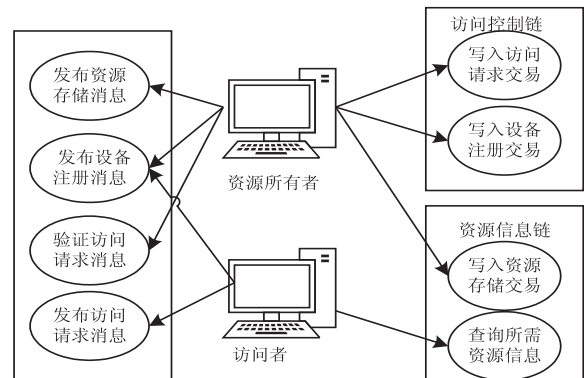 发布资源
存储消息
发布设备
注册消息
验证访问
请求消息
发布访问
请求消息
资源所有者
访问者
访问控制链
写入访问
请求交易
写入设备
注册交易
资源信息链
写入资源
存储交易
查询所需
资源信息